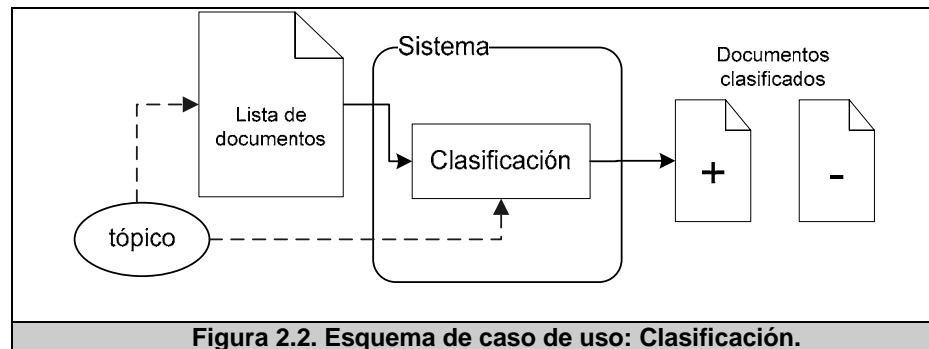 Sistema
Documentos
clasificados
Lista de
documentos
Clasificación
+
-
tópico
Figura 2.2. Esquema de caso de uso: Clasificación.